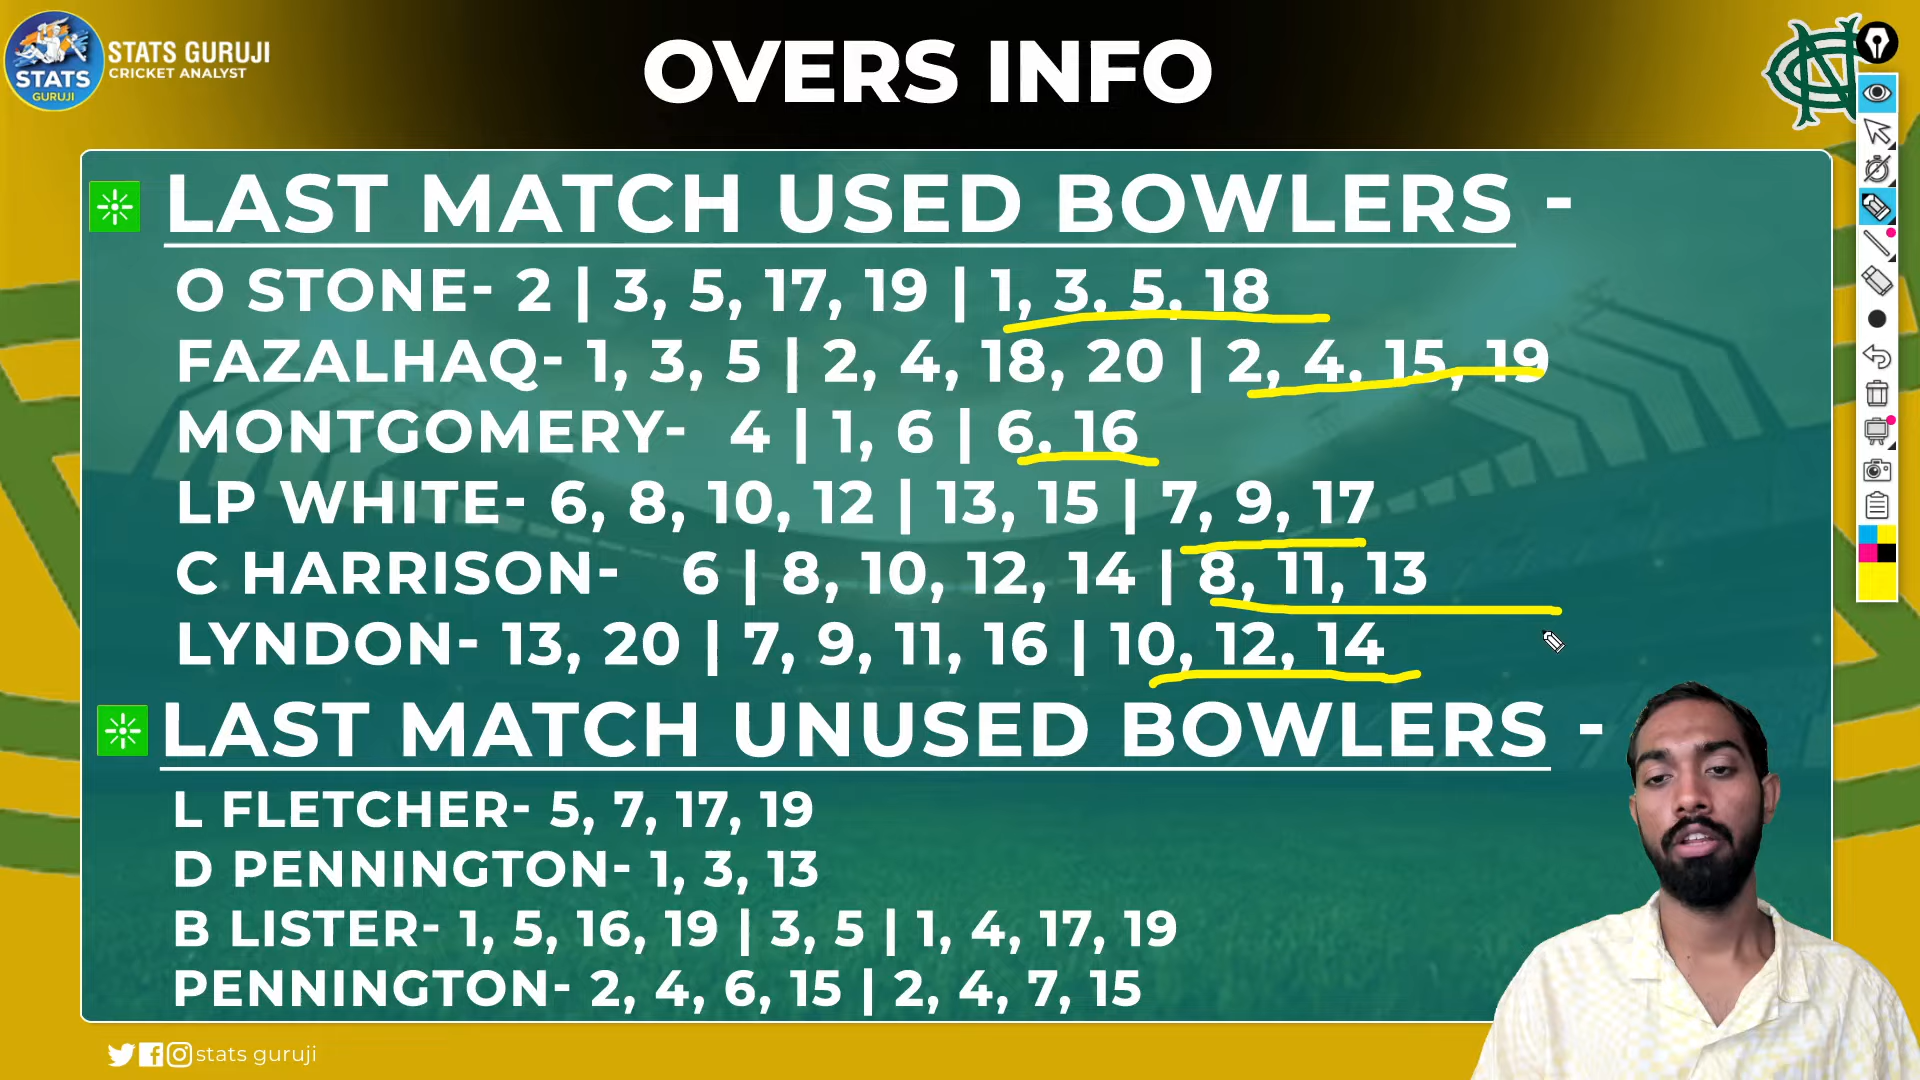 STATS GURUJI
CRICKET ANALYST
STATS
GURUJI
OVERS INFO
NC
LAST MATCH USED BOWLERS -
O STONE- 2 | 3, 5, 17, 19 | 1, 3, 5, 18
FAZALHAQ- 1, 3, 5 | 2, 4, 18, 20 | 2, 4, 15, 19
MONTGOMERY- 4 | 1, 6 | 6, 16
LP WHITE- 6, 8, 10, 12 | 13, 15 | 7, 9, 17
C HARRISON- 6 | 8, 10, 12, 14 | 8, 11, 13
LYNDON- 13, 20 | 7, 9, 11, 16 | 10, 12, 14
LAST MATCH UNUSED BOWLERS -
L FLETCHER- 5, 7, 17, 19
D PENNINGTON- 1, 3, 13
B LISTER- 1, 5, 16, 19 | 3, 5 | 1, 4, 17, 19
PENNINGTON- 2, 4, 6, 15 | 2, 4, 7, 15
stats guruji